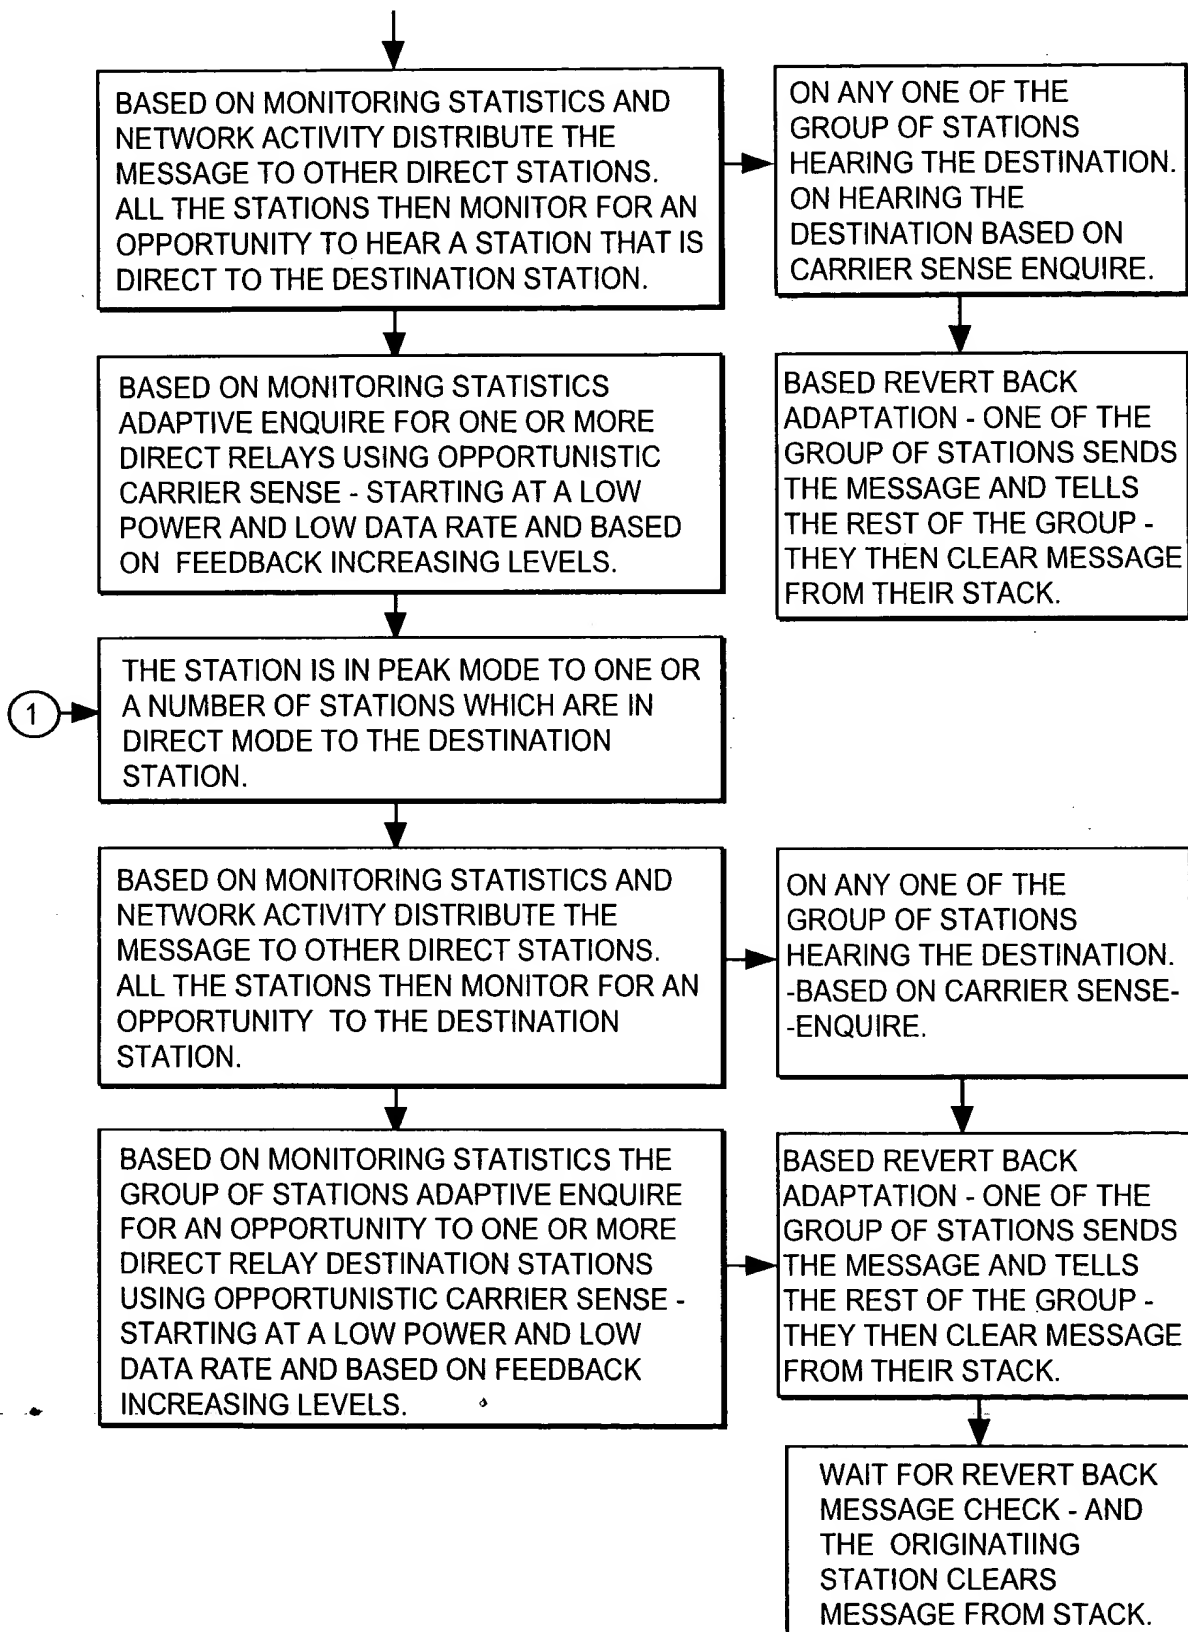 BASED ON MONITORING STATISTICS AND
NETWORK ACTIVITY DISTRIBUTE THE
MESSAGE TO OTHER DIRECT STATIONS.
ALL THE STATIONS THEN MONITOR FOR AN
OPPORTUNITY TO HEAR A STATION THAT IS
DIRECT TO THE DESTINATION STATION.
ON ANY ONE OF THE
GROUP OF STATIONS
HEARING THE DESTINATION.
ON HEARING THE
DESTINATION BASED ON
CARRIER SENSE ENQUIRE.
BASED ON MONITORING STATISTICS
ADAPTIVE ENQUIRE FOR ONE OR MORE
DIRECT RELAYS USING OPPORTUNISTIC
CARRIER SENSE - STARTING AT A LOW
POWER AND LOW DATA RATE AND BASED
ON FEEDBACK INCREASING LEVELS.
BASED REVERT BACK
ADAPTATION - ONE OF THE
GROUP OF STATIONS SENDS
THE MESSAGE AND TELLS
THE REST OF THE GROUP -
THEY THEN CLEAR MESSAGE
FROM THEIR STACK.
1
THE STATION IS IN PEAK MODE TO ONE OR
A NUMBER OF STATIONS WHICH ARE IN
DIRECT MODE TO THE DESTINATION
STATION.
BASED ON MONITORING STATISTICS AND
NETWORK ACTIVITY DISTRIBUTE THE
MESSAGE TO OTHER DIRECT STATIONS.
ALL THE STATIONS THEN MONITOR FOR AN
OPPORTUNITY TO THE DESTINATION
STATION.
ON ANY ONE OF THE
GROUP OF STATIONS
HEARING THE DESTINATION.
-BASED ON CARRIER SENSE-
-ENQUIRE.
BASED ON MONITORING STATISTICS THE
GROUP OF STATIONS ADAPTIVE ENQUIRE
FOR AN OPPORTUNITY TO ONE OR MORE
DIRECT RELAY DESTINATION STATIONS
USING OPPORTUNISTIC CARRIER SENSE -
STARTING AT A LOW POWER AND LOW
DATA RATE AND BASED ON FEEDBACK
INCREASING LEVELS.
BASED REVERT BACK
ADAPTATION - ONE OF THE
GROUP OF STATIONS SENDS
THE MESSAGE AND TELLS
THE REST OF THE GROUP -
THEY THEN CLEAR MESSAGE
FROM THEIR STACK.
WAIT FOR REVERT BACK
MESSAGE CHECK - AND
THE ORIGINATIING
STATION CLEARS
MESSAGE FROM STACK.